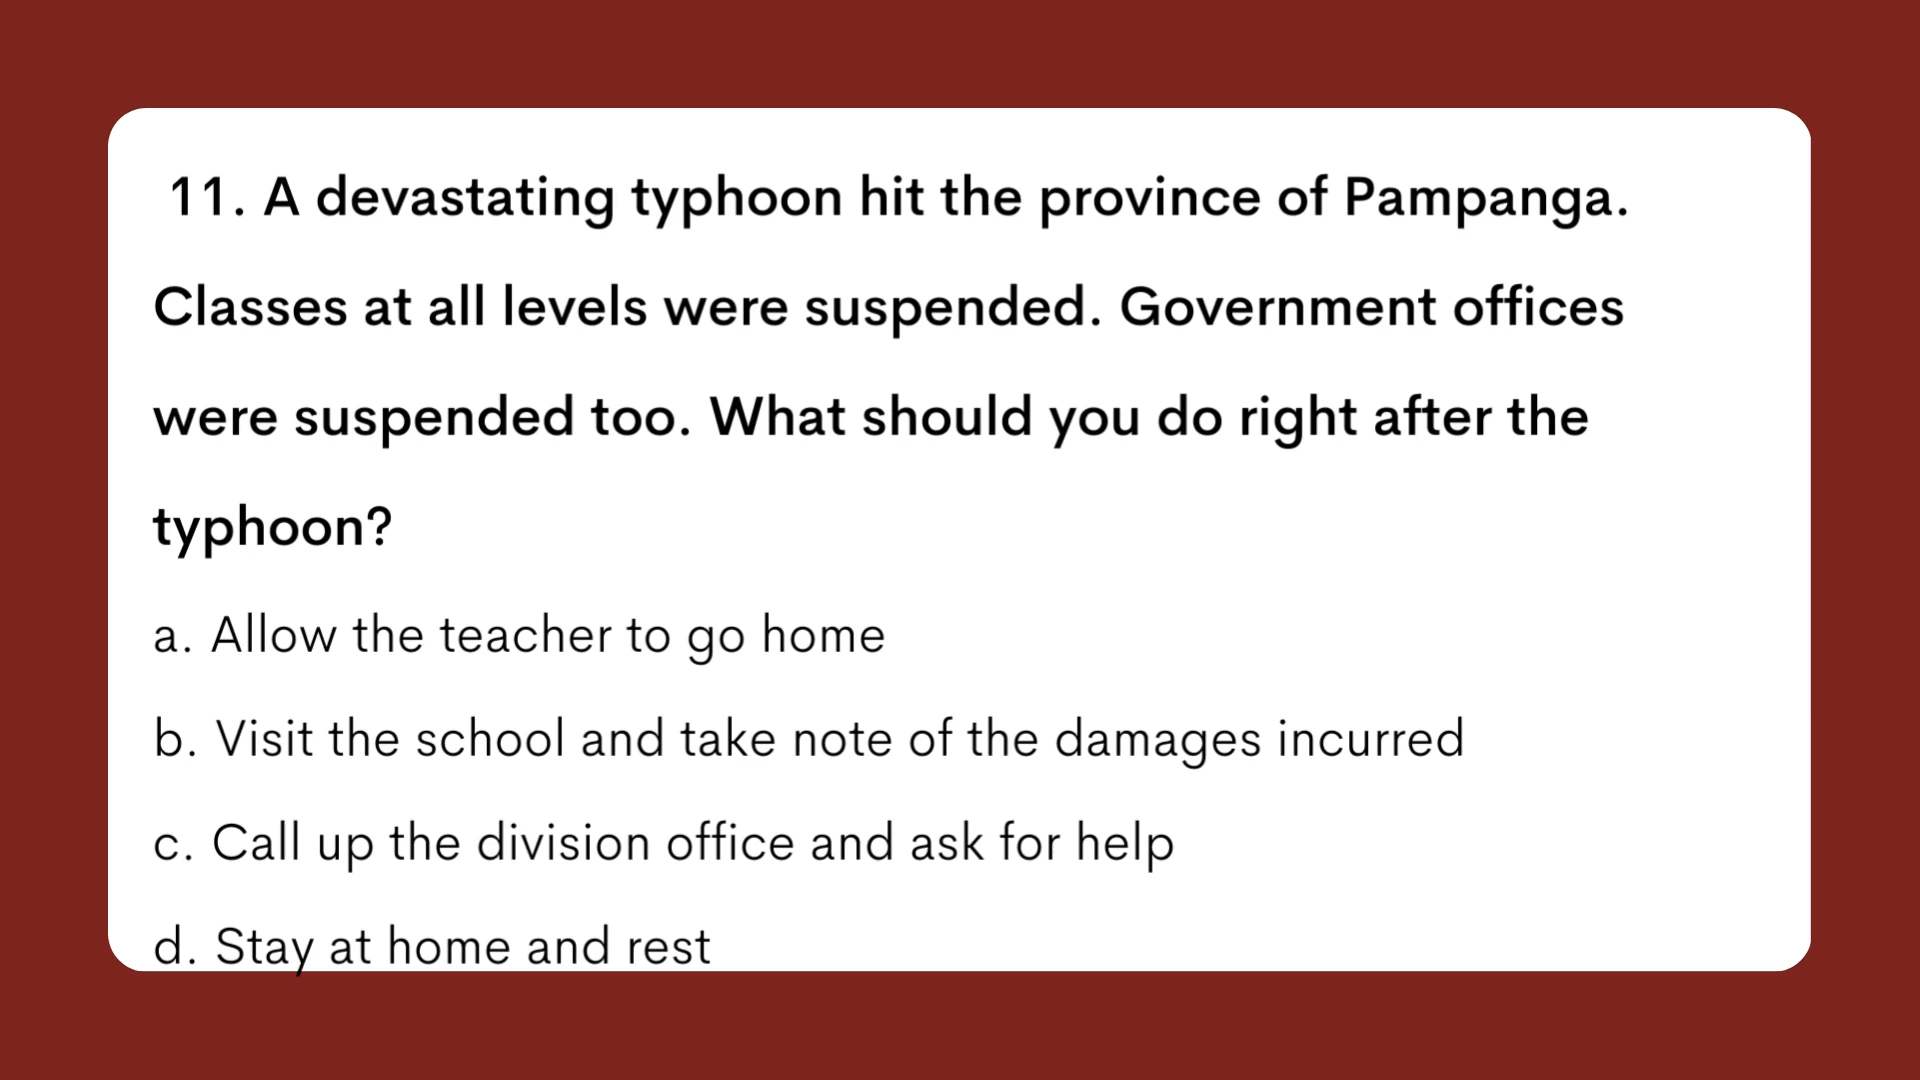 11. A devastating typhoon hit the province of Pampanga.
Classes at all levels were suspended. Government offices
were suspended too. What should you do right after the
typhoon?
a. Allow the teacher to go home
b. Visit the school and take note of the damages incurred
c. Call up the division office and ask for help
d. Stay at home and rest